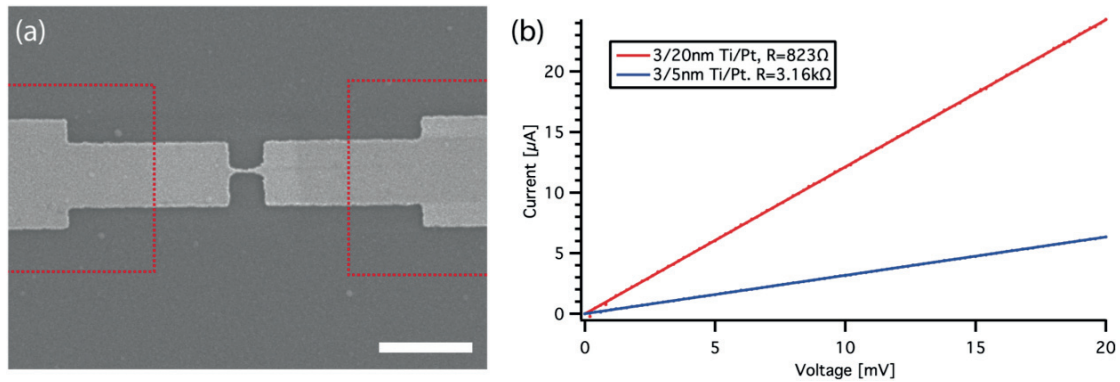 (a)
(b)
3/20nm Ti/Pt, R=823Ω
3/5nm Ti/Pt. R=3.16kΩ
Current [µA]
20
15
10
5
0
0 5 10 15 20
Voltage [mV]